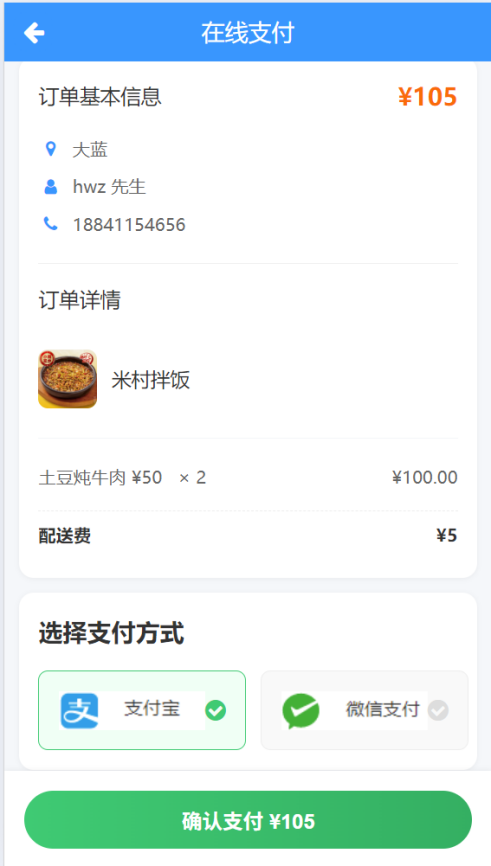 在线支付
订单基本信息 ¥105
大蓝
hwz 先生
18841154656
订单详情
米村拌饭
土豆炖牛肉 ¥50 × 2 ¥100.00
配送费 ¥5
选择支付方式
支 支付宝 微信支付
确认支付 ¥105